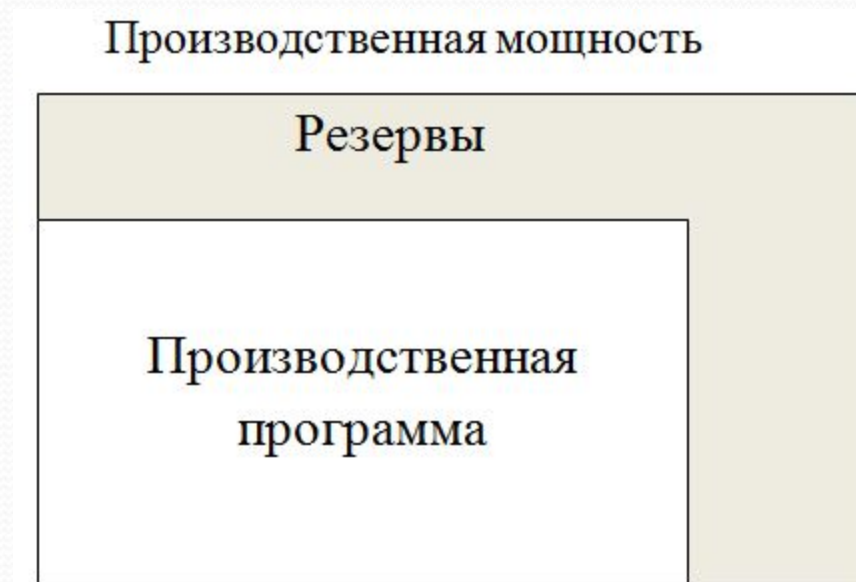 Производственная мощность
Резервы
Производственная
программа